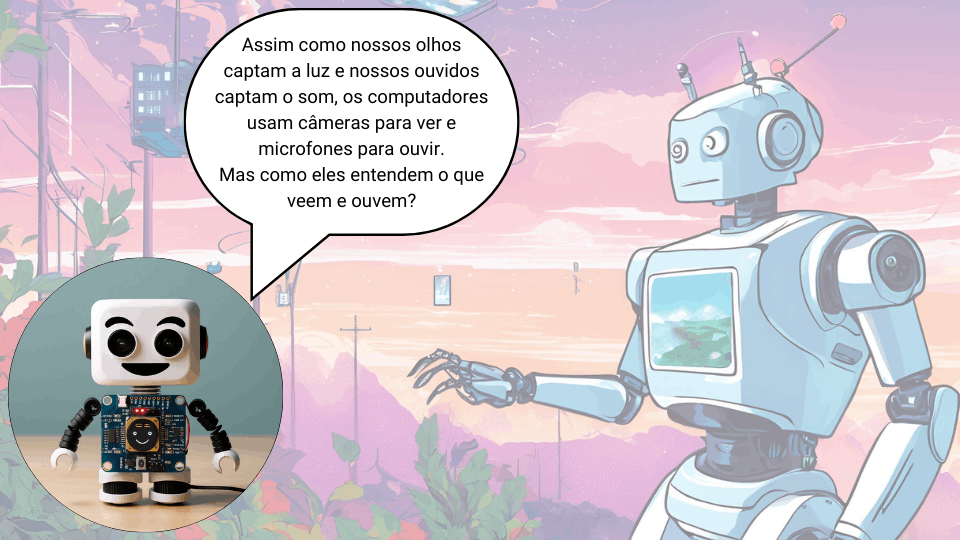 Assim como nossos olhos
captam a luz e nossos ouvidos
captam o som, os computadores
usam câmeras para ver e
microfones para ouvir.
Mas como eles entendem o que
veem e ouvem?